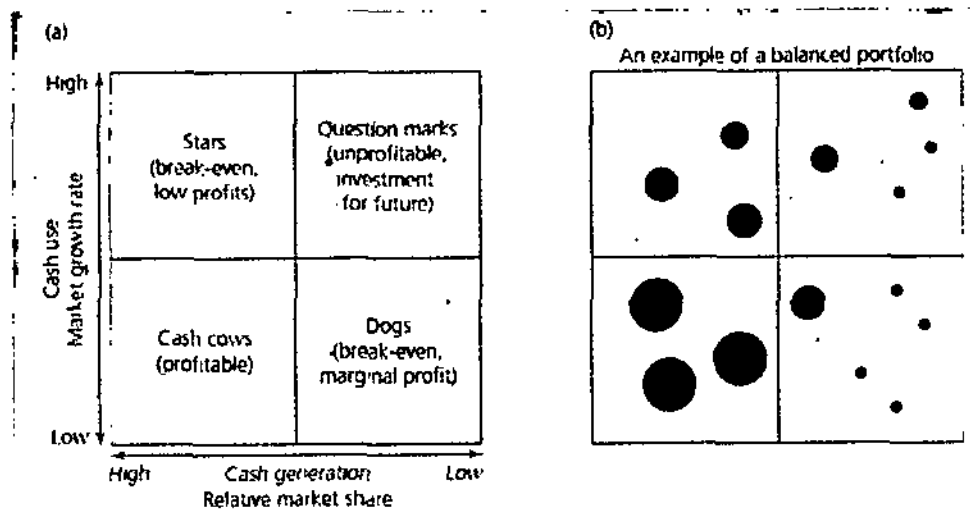 (a)
High
Cash use
Market growth rate
Low
Stars
(break-even,
low profits)
Question marks
(unprofitable,
investment
for future)
Cash cows
(profitable)
Dogs
(break-even,
marginal profit)
High
Cash generation
Low
Relative market share
(b)
An example of a balanced portfolio